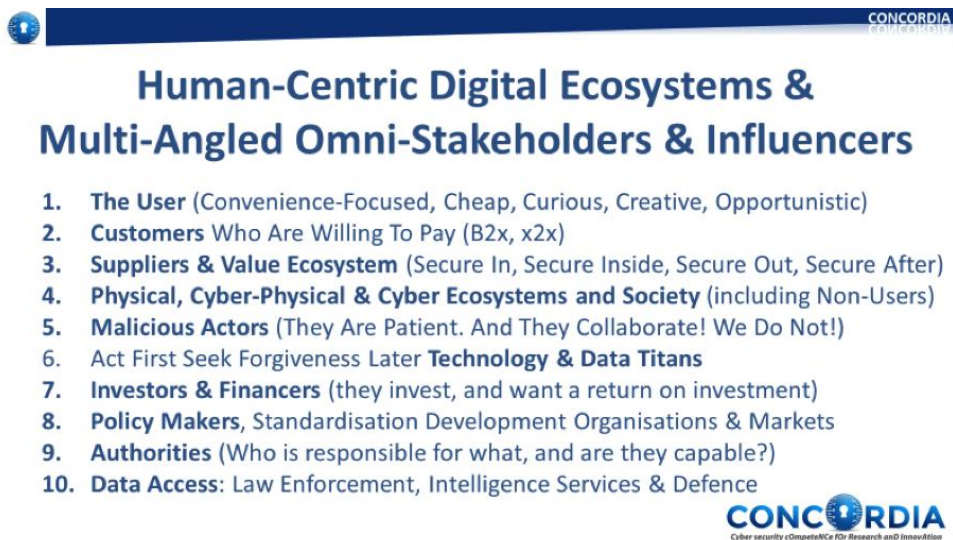 CONCORDIA
Human-Centric Digital Ecosystems &
Multi-Angled Omni-Stakeholders & Influencers
1. The User (Convenience-Focused, Cheap, Curious, Creative, Opportunistic)
2. Customers Who Are Willing To Pay (B2x, x2x)
3. Suppliers & Value Ecosystem (Secure In, Secure Inside, Secure Out, Secure After)
4. Physical, Cyber-Physical & Cyber Ecosystems and Society (including Non-Users)
5. Malicious Actors (They Are Patient. And They Collaborate! We Do Not!)
6. Act First Seek Forgiveness Later Technology & Data Titans
7. Investors & Financers (they invest, and want a return on investment)
8. Policy Makers, Standardisation Development Organisations & Markets
9. Authorities (Who is responsible for what, and are they capable?)
10. Data Access: Law Enforcement, Intelligence Services & Defence
CONCORDIA
Cyber security cOmpeteNCe fOr Research anD InnovAtion